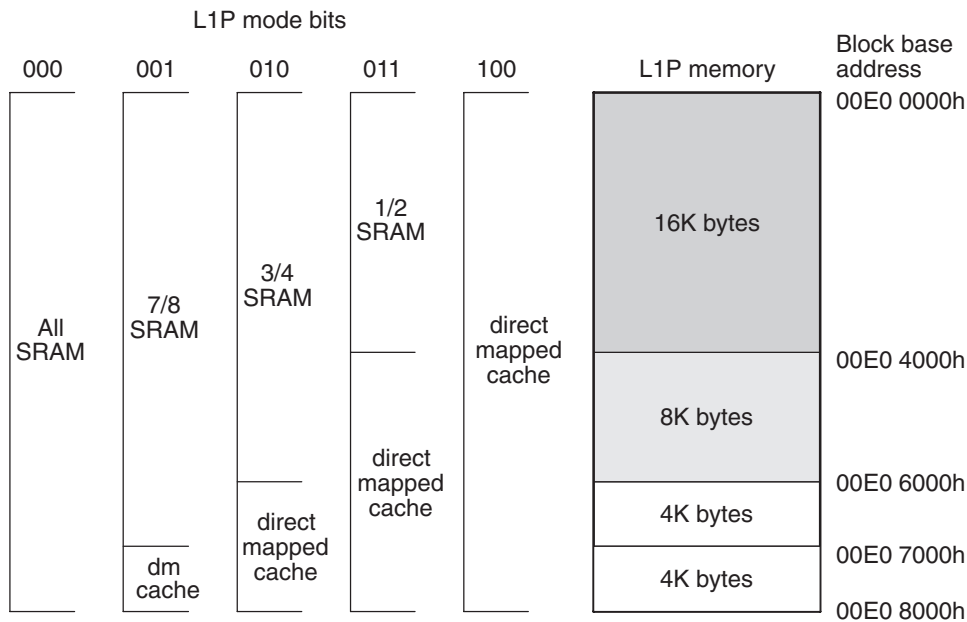 L1P mode bits
000 001 010 011 100 L1P memory
Block base
address
00E0 0000h
1/2
SRAM
16K bytes
3/4
SRAM
7/8
SRAM
All
SRAM
direct
mapped
cache
00E0 4000h
8K bytes
direct
mapped
cache
00E0 6000h
4K bytes
direct
mapped
cache
00E0 7000h
dm
cache
4K bytes
00E0 8000h